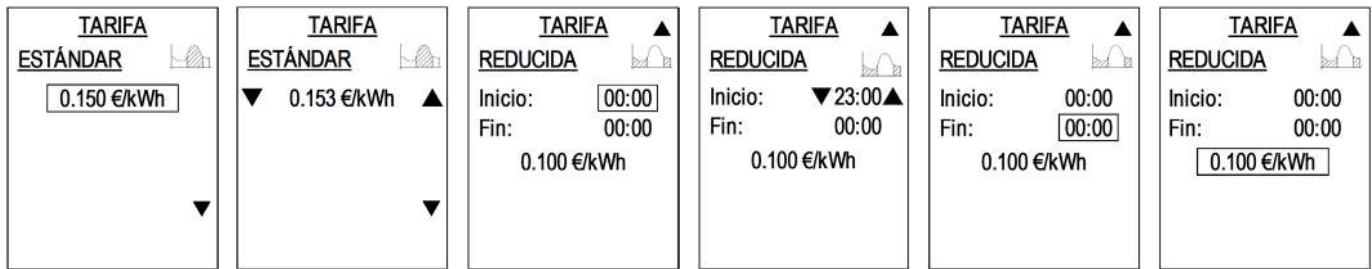 TARIFA
ESTÁNDAR
0.150 €/kWh
TARIFA
ESTÁNDAR
0.153 €/kWh
TARIFA
REDUCIDA
Inicio: 00:00
Fin: 00:00
0.100 €/kWh
TARIFA
REDUCIDA
Inicio: 23:00
Fin: 00:00
0.100 €/kWh
TARIFA
REDUCIDA
Inicio: 00:00
Fin: 00:00
0.100 €/kWh
TARIFA
REDUCIDA
Inicio: 00:00
Fin: 00:00
0.100 €/kWh